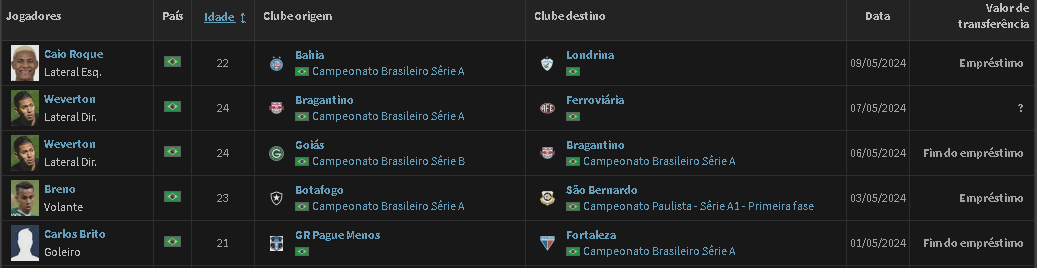 Jogadores País Idade ↕ Clube origem Clube destino Data Valor de transferência
Caio Roque
Lateral Esq.
22
Bahia
Campeonato Brasileiro Série A
Londrina
09/05/2024
Empréstimo
Weverton
Lateral Dir.
24
Bragantino
Campeonato Brasileiro Série A
Ferroviária
07/05/2024
?
Weverton
Lateral Dir.
24
Goiás
Campeonato Brasileiro Série B
Bragantino
Campeonato Brasileiro Série A
06/05/2024
Fim do empréstimo
Breno
Volante
23
Botafogo
Campeonato Brasileiro Série A
São Bernardo
Campeonato Paulista - Série A1 - Primeira fase
03/05/2024
Empréstimo
Carlos Brito
Goleiro
21
GR Pague Menos
Fortaleza
Campeonato Brasileiro Série A
01/05/2024
Fim do empréstimo